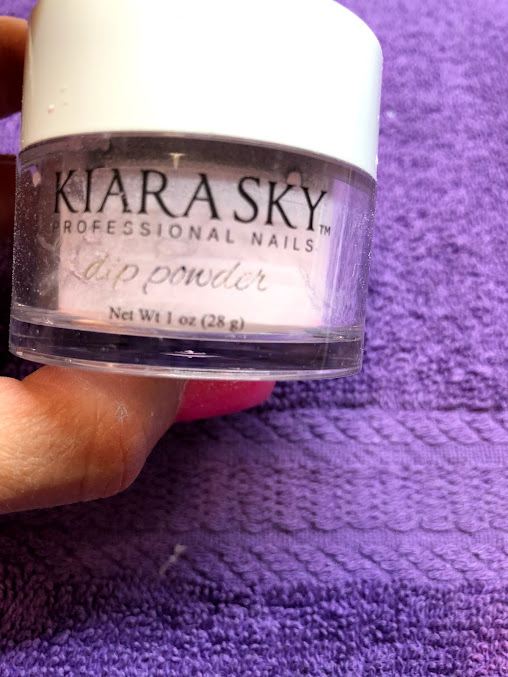 KIARA SKY™
PROFESSIONAL NAILS
dip powder
Net Wt 1 oz (28 g)